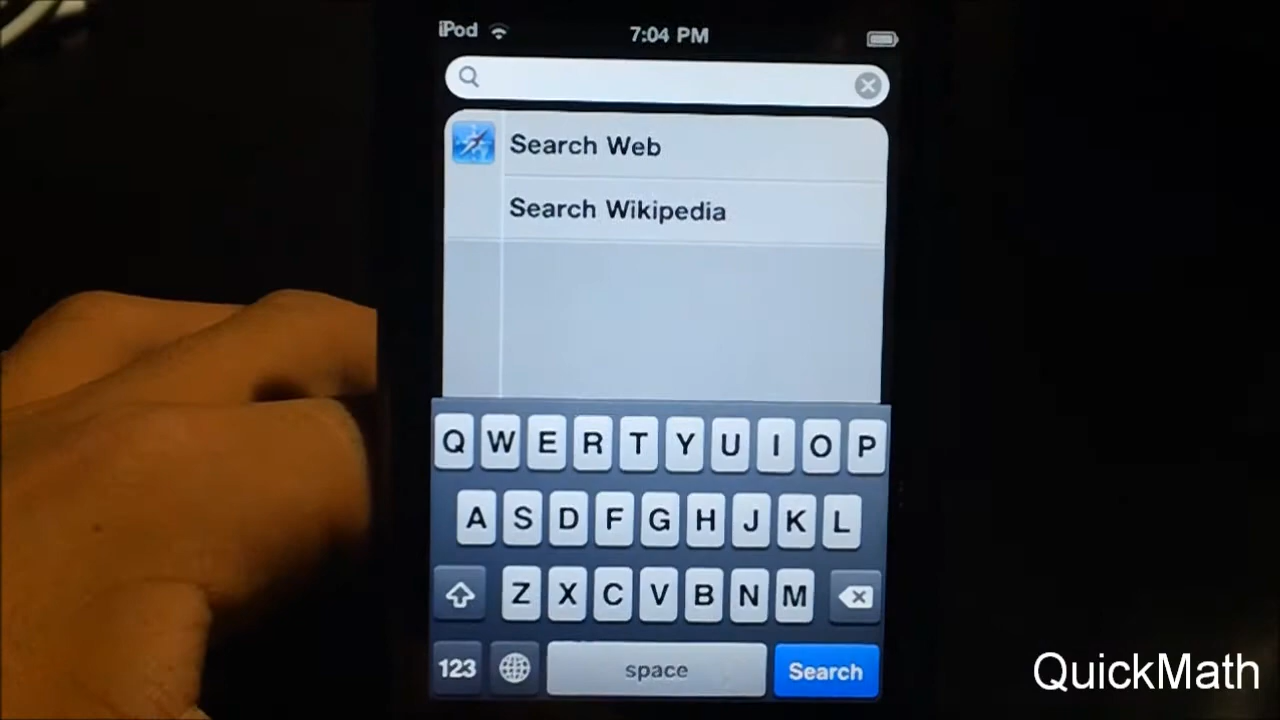 iPod 7:04 PM
Search Web
Search Wikipedia
Q W E R T Y U I O P
A S D F G H J K L
Z X C V B N M
123 space Search
QuickMath